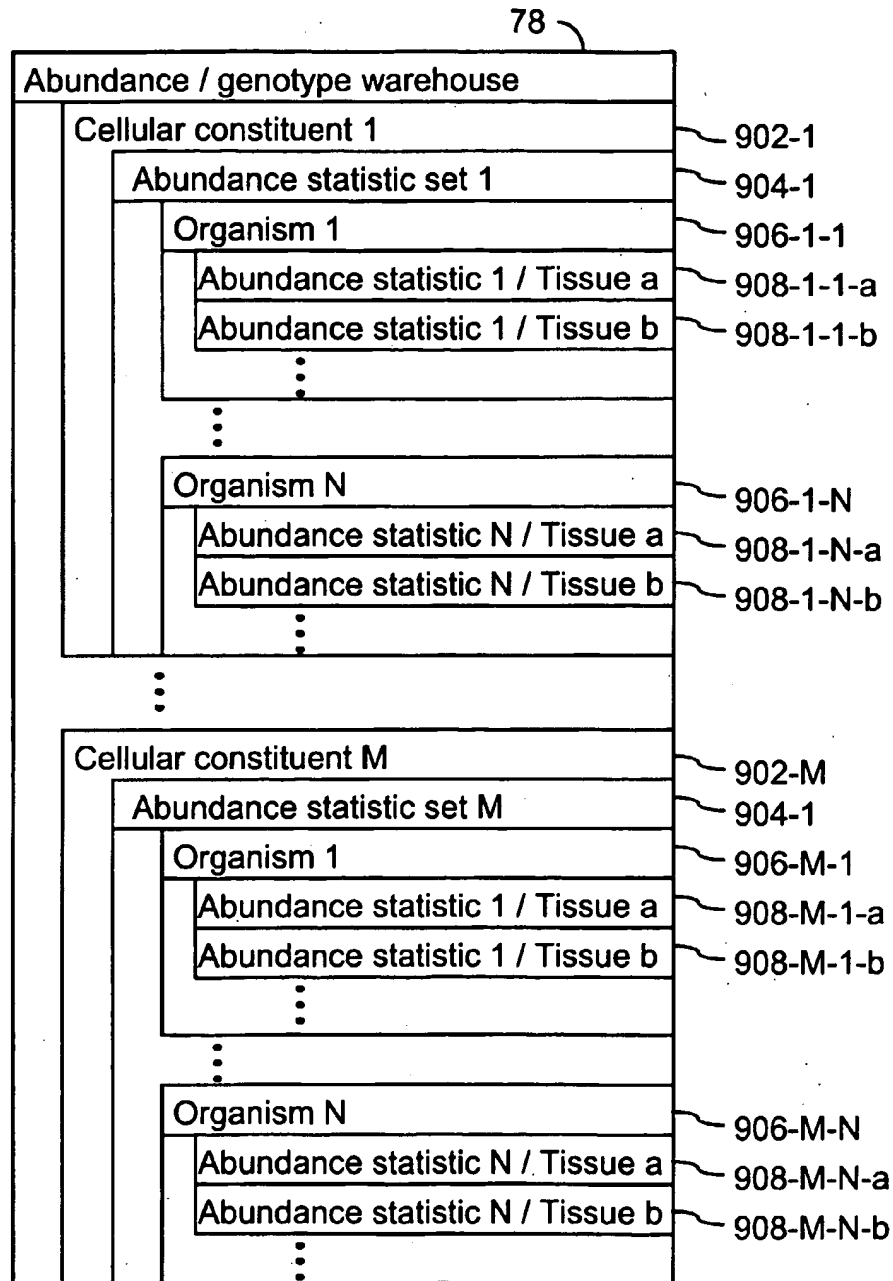 78
Abundance / genotype warehouse
Cellular constituent 1 902-1
Abundance statistic set 1 904-1
Organism 1 906-1-1
Abundance statistic 1 / Tissue a 908-1-1-a
Abundance statistic 1 / Tissue b 908-1-1-b
Organism N 906-1-N
Abundance statistic N / Tissue a 908-1-N-a
Abundance statistic N / Tissue b 908-1-N-b
Cellular constituent M 902-M
Abundance statistic set M 904-1
Organism 1 906-M-1
Abundance statistic 1 / Tissue a 908-M-1-a
Abundance statistic 1 / Tissue b 908-M-1-b
Organism N 906-M-N
Abundance statistic N / Tissue a 908-M-N-a
Abundance statistic N / Tissue b 908-M-N-b